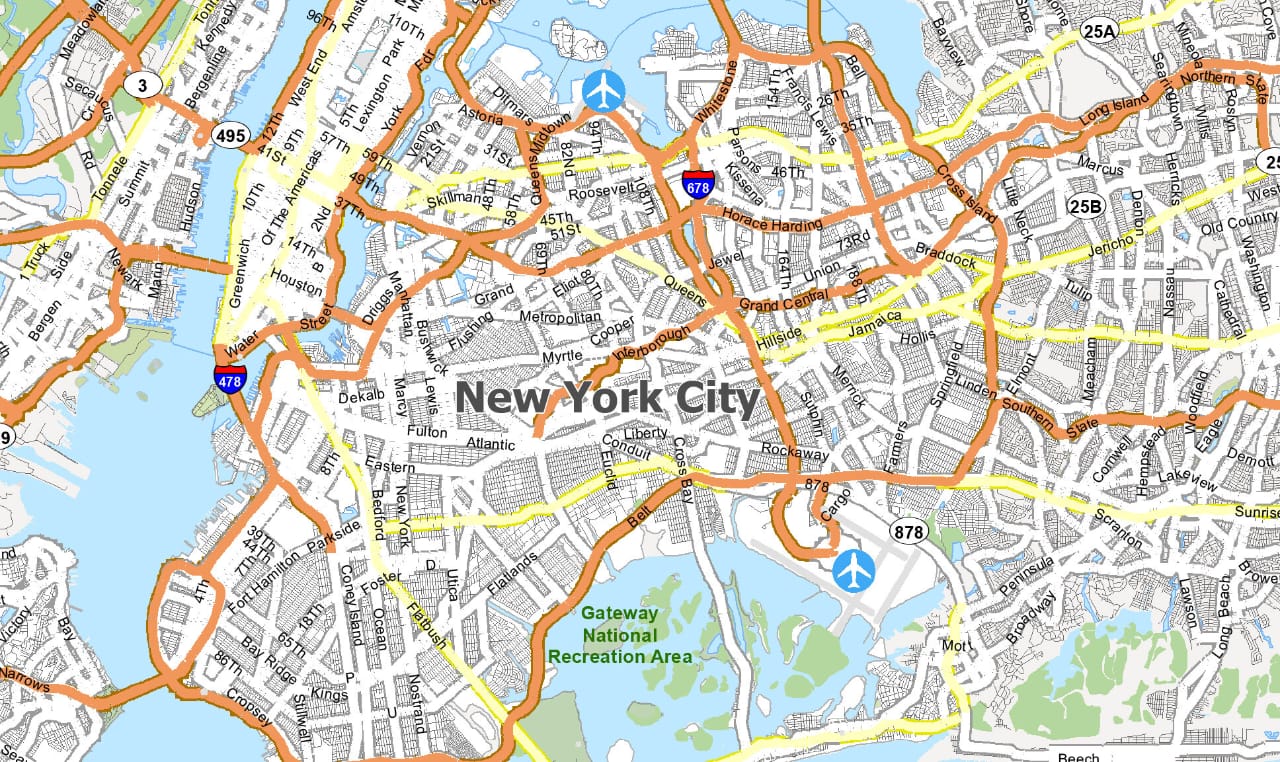 Meadowlan
Tonn
Kennedy
96Th
Amst
110Th
Park
Fdr
Bayview
Shore
25A
Minneola
Cove
3
Secaucus
Cr
Rd
Bergenline
West End
5Th
Lexington
York
Whitestone
154Th
Francis Lewis
Bell
26Th
35Th
Searingtown
Northern
State
Willis
Roslyn
Long Island
495
12Th
9Th
57Th
41St
59Th
49Th
37Th
Astoria
Ditmars
Midtown
Vernon
21St
31St
Queens
82Nd
94Th
Parsons
Kissena
46Th
Marcus
Herricks
25
Tonnele
Summit
Hudson
10Th
Of The Americas
2Nd
Skillman
48Th
58Th
Roosevelt
108Th
678
Cross Island
Little Neck
25B
Denton
West
Old Country
Truck
Side
Newark
Marin
Greenwich
14Th
B
Houston
45Th
51St
69Th
Horace Harding
Jewel
164Th
73Rd
Union
188Th
Braddock
Jericho
Washington
Bergen
Driggs
Manhattan
Grand
Eliot
80Th
Queens
Grand Central
Tulip
Nassau
Cathedral
Water
Street
Bushwick
Flushing
Metropolitan
Cooper
Interborough
Myrtle
Hillside
Jamaica
Hollis
478
Dekalb
Marcy
Lewis
New York City
Merrick
Sutphin
Springfield
Linden
Elmont
Southern
State
Meacham
Woodfield
Eagle
9
Fulton
Atlantic
Liberty
Conduit
Euclid
Cross Bay
Rockaway
Farmers
Cornwell
Hempstead
Demott
8Th
Eastern
Bedford
New York
878
Cargo
Lakeview
Belt
878
Scranton
Sunrise
39Th
44Th
7Th
Fort Hamilton
Parkside
Foster
D
Utica
Flatlands
Peninsula
Broadway
Lawson
Long Beach
Browe
Victory
Bay
4Th
18Th
65Th
Bay Ridge
86Th
Coney Island
Ocean
Flatbush
Gateway
National
Recreation Area
Mott
Narrows
Cropsey
Kings
Stillwell
P
U
Nostrand
Sea
Beech